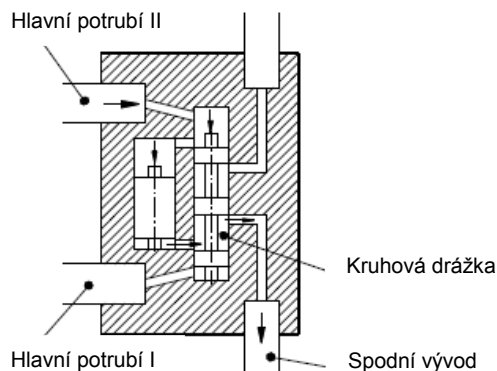 Hlavní potrubí II
Kruhová drážka
Hlavní potrubí I
Spodní vývod